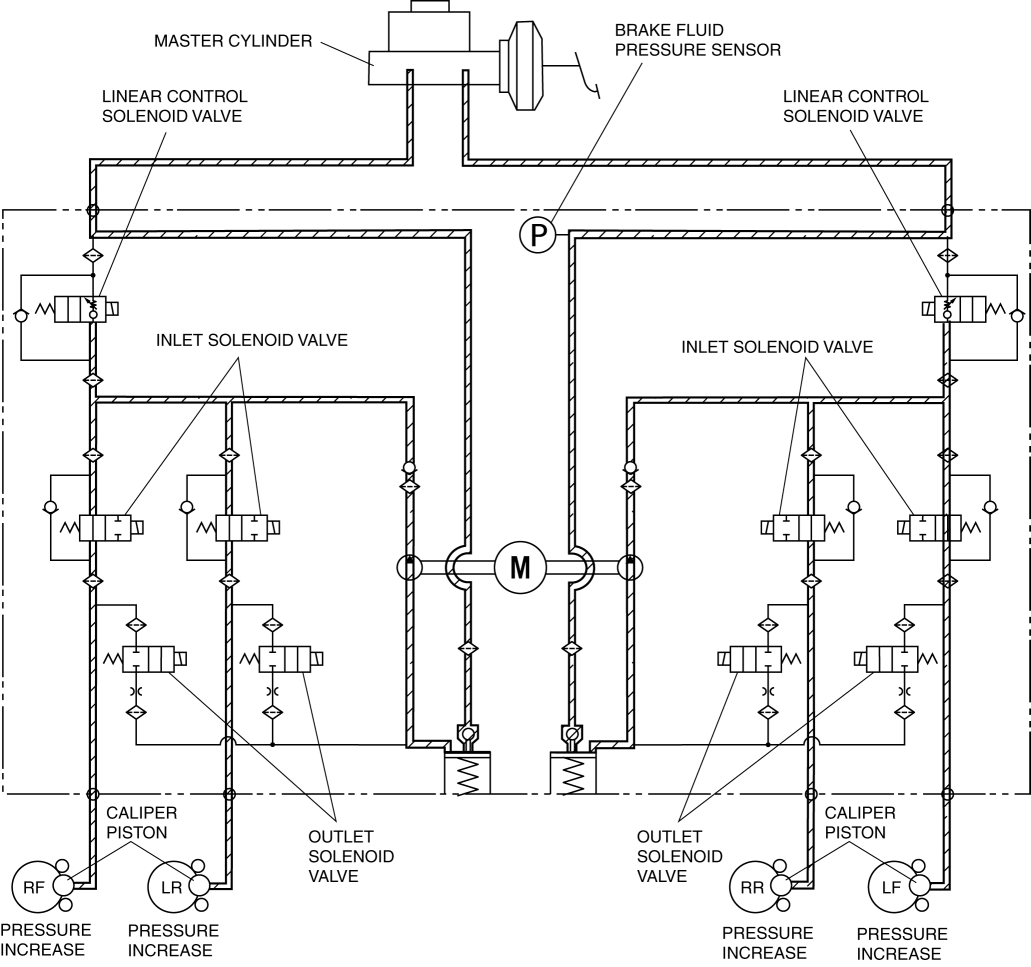 MASTER CYLINDER
BRAKE FLUID
PRESSURE SENSOR
LINEAR CONTROL
SOLENOID VALVE
LINEAR CONTROL
SOLENOID VALVE
P
INLET SOLENOID VALVE
INLET SOLENOID VALVE
M
CALIPER
PISTON
OUTLET
SOLENOID
VALVE
OUTLET
SOLENOID
VALVE
CALIPER
PISTON
RF
LR
RR
LF
PRESSURE
INCREASE
PRESSURE
INCREASE
PRESSURE
INCREASE
PRESSURE
INCREASE